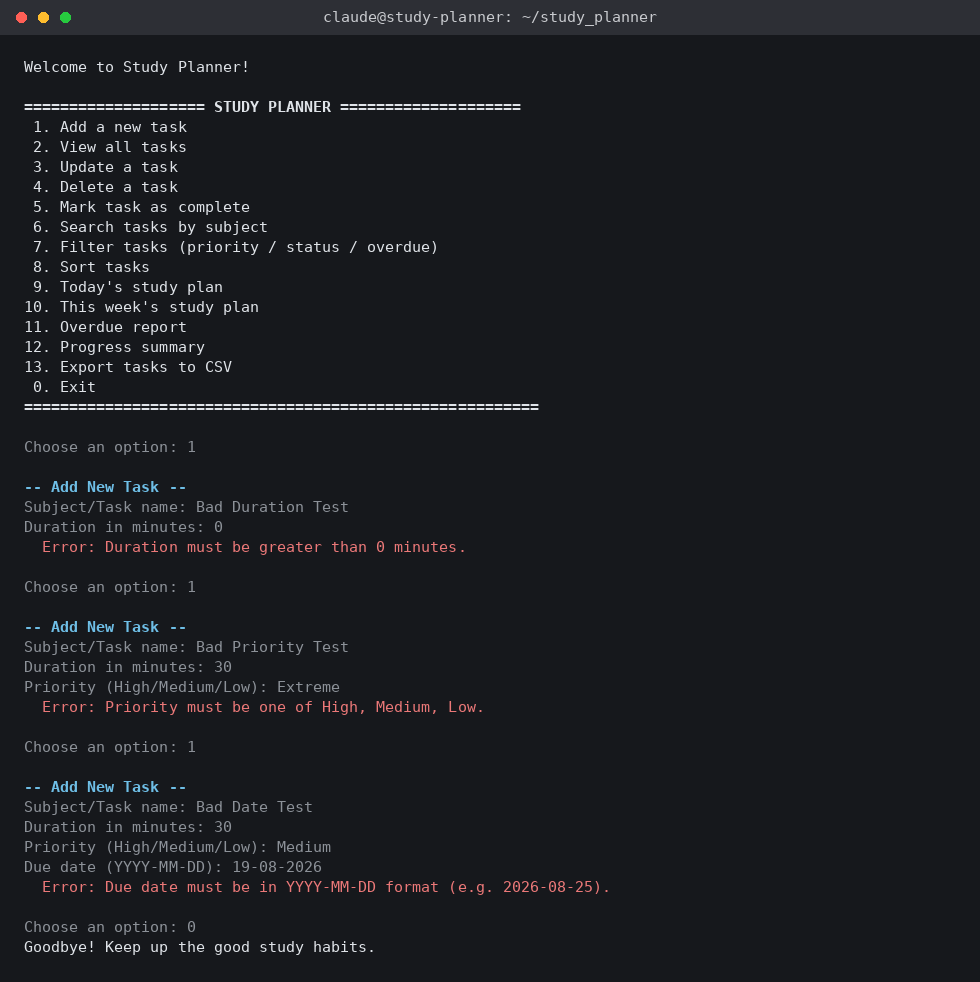 claude@study-planner: ~/study_planner
Welcome to Study Planner!
==================== STUDY PLANNER ====================
 1. Add a new task
 2. View all tasks
 3. Update a task
 4. Delete a task
 5. Mark task as complete
 6. Search tasks by subject
 7. Filter tasks (priority / status / overdue)
 8. Sort tasks
 9. Today's study plan
10. This week's study plan
11. Overdue report
12. Progress summary
13. Export tasks to CSV
 0. Exit
=========================================================
Choose an option: 1
-- Add New Task --
Subject/Task name: Bad Duration Test
Duration in minutes: 0
  Error: Duration must be greater than 0 minutes.
Choose an option: 1
-- Add New Task --
Subject/Task name: Bad Priority Test
Duration in minutes: 30
Priority (High/Medium/Low): Extreme
  Error: Priority must be one of High, Medium, Low.
Choose an option: 1
-- Add New Task --
Subject/Task name: Bad Date Test
Duration in minutes: 30
Priority (High/Medium/Low): Medium
Due date (YYYY-MM-DD): 19-08-2026
  Error: Due date must be in YYYY-MM-DD format (e.g. 2026-08-25).
Choose an option: 0
Goodbye! Keep up the good study habits.